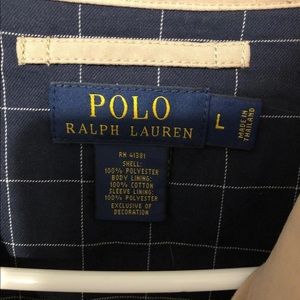 POLO
RALPH LAUREN
L
MADE IN
THAILAND
RN 41381
SHELL:
100% POLYESTER
BODY LINING:
100% COTTON
SLEEVE LINING:
100% POLYESTER
EXCLUSIVE OF
DECORATION